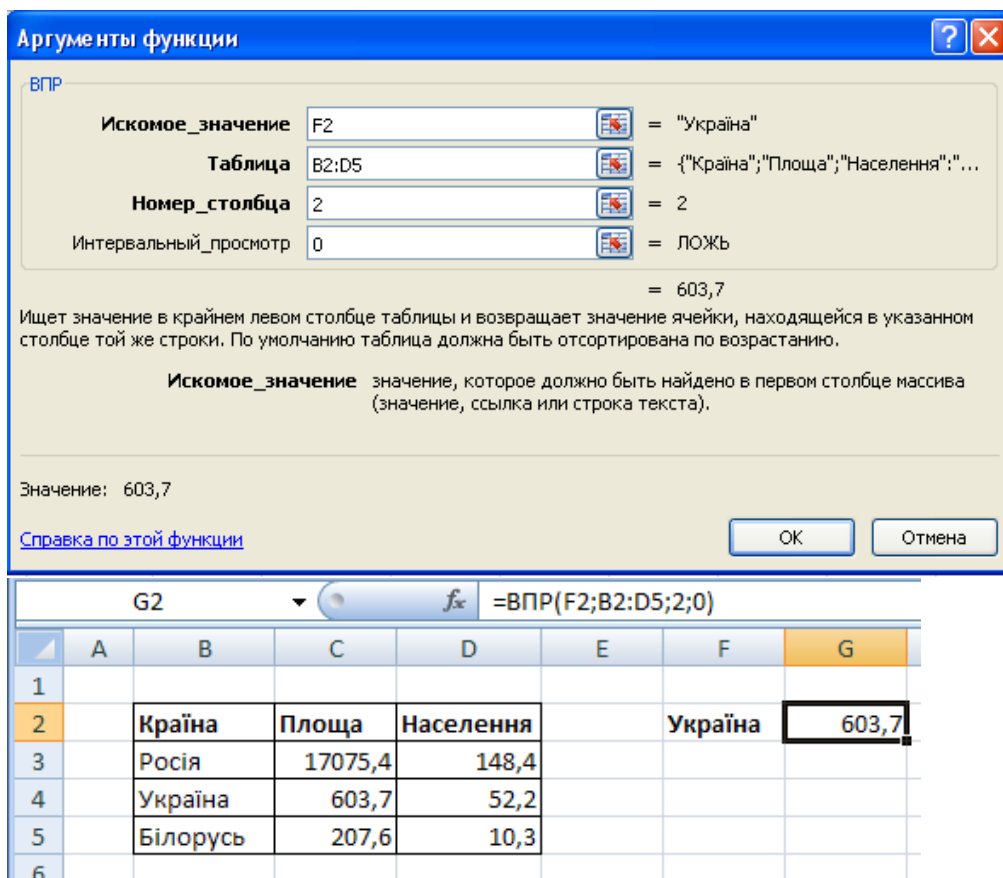 Аргументы функции
ВПР
Искомое_значение F2 = "Україна"
Таблица B2:D5 = {"Країна";"Площа";"Населення":"...
Номер_столбца 2 = 2
Интервальный_просмотр 0 = ЛОЖЬ
= 603,7
Ищет значение в крайнем левом столбце таблицы и возвращает значение ячейки, находящейся в указанном
столбце той же строки. По умолчанию таблица должна быть отсортирована по возрастанию.
Искомое_значение значение, которое должно быть найдено в первом столбце массива
(значение, ссылка или строка текста).
Значение: 603,7
Справка по этой функции OK Отмена
G2 fx =ВПР(F2;B2:D5;2;0)
A B C D E F G
1
2 Країна Площа Населення Україна 603,7
3 Росія 17075,4 148,4
4 Україна 603,7 52,2
5 Білорусь 207,6 10,3
6